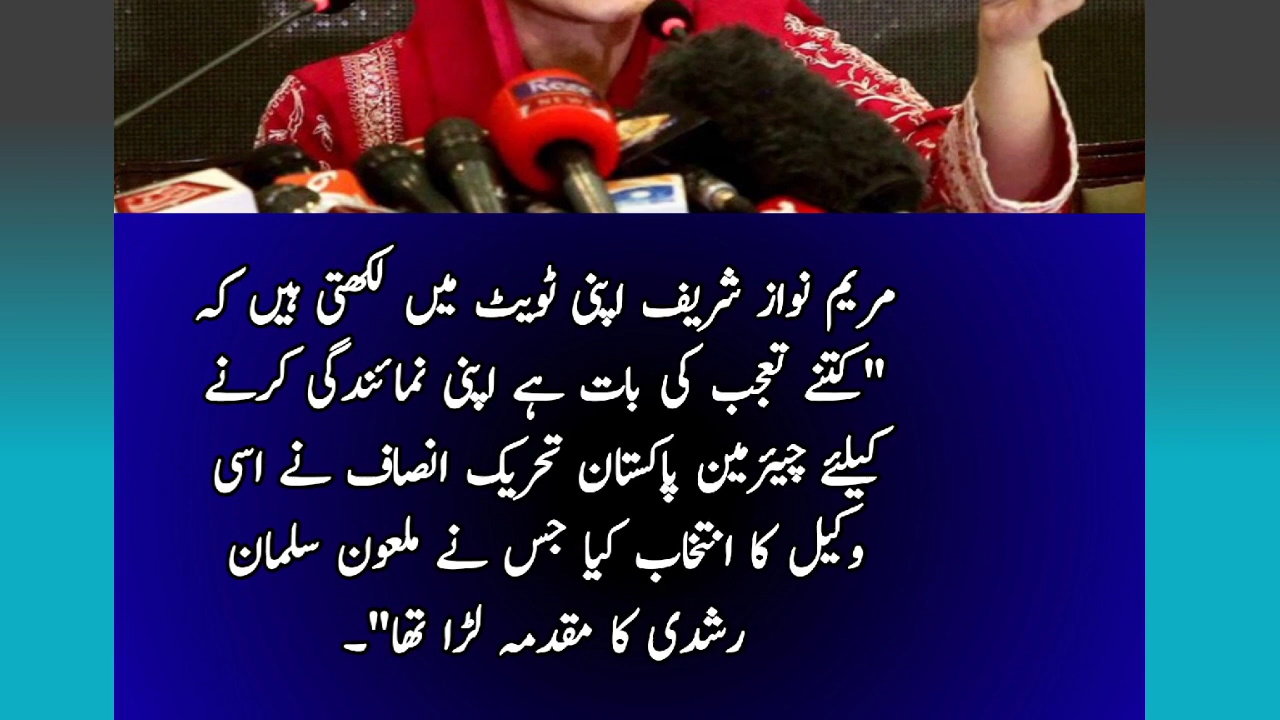 مریم نواز شریف اپنی ٹویٹ میں لکھتی ہیں کہ
"کتنے تعجب کی بات ہے اپنی نمائندگی کرنے
کیلئے چیئرمین پاکستان تحریک انصاف نے اسی
وکیل کا انتخاب کیا جس نے ملعون سلمان
رشدی کا مقدمہ لڑا تھا"۔